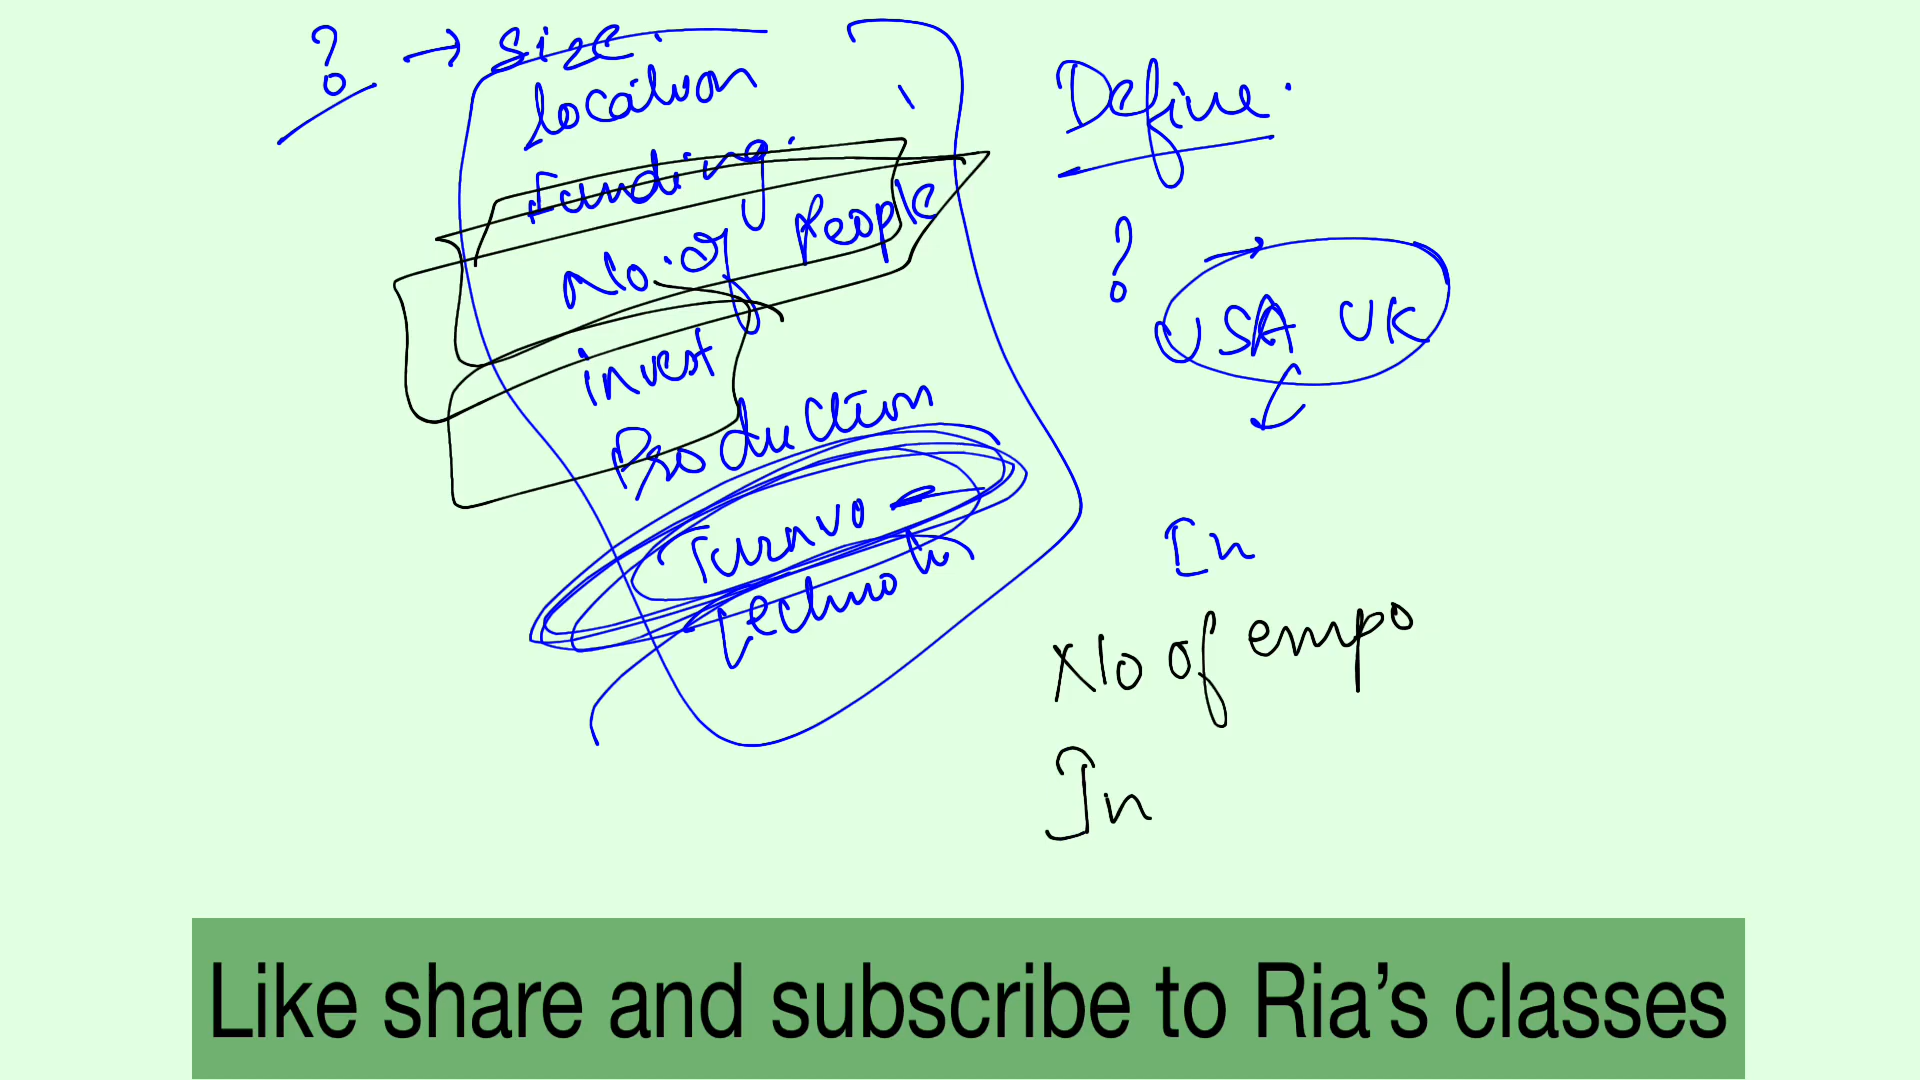 ? → Size.
location
Funding.
No. of People
invest
Production
Turnvo
Technolo
Define.
?
USA UK
In
No of empo
In
Like share and subscribe to Ria's classes